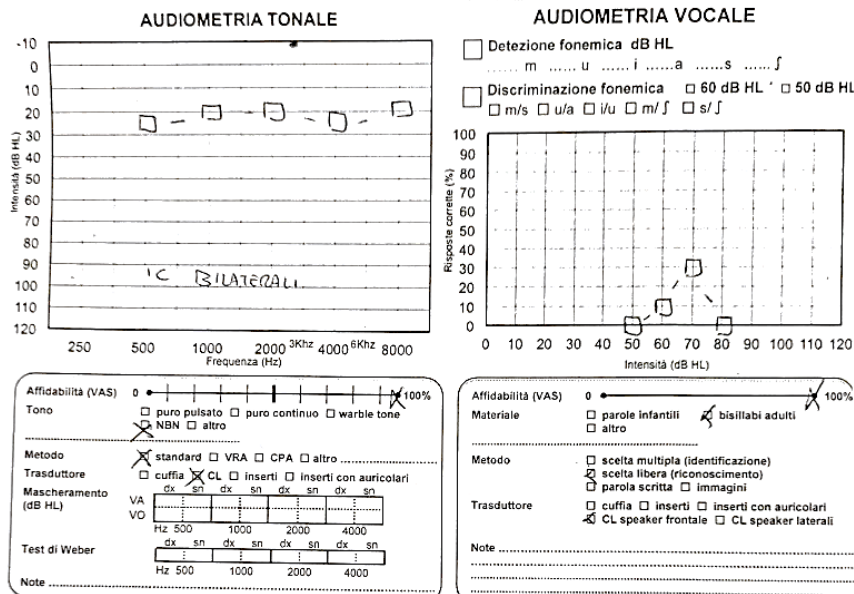 AUDIOMETRIA TONALE
-10
0
10
20
30
40
50
60
70
80
90
100
110
120
Intensità (dB HL)
IC BILATERALI
250 500 1000 2000 3Khz 4000 6Khz 8000
Frequenza (Hz)
Affidabilità (VAS) 0 100%
Tono
puro pulsato puro continuo warble tone
NBN altro
Metodo standard VRA CPA altro
Trasduttore cuffia CL inserti inserti con auricolari
Mascheramento (dB HL)
dx sn dx sn dx sn dx sn
VA
VO
Hz 500 1000 2000 4000
Test di Weber
dx sn dx sn dx sn dx sn
Hz 500 1000 2000 4000
Note
AUDIOMETRIA VOCALE
Detezione fonemica dB HL
...... m ...... u ...... i ......a ......s ...... ʃ
Discriminazione fonemica 60 dB HL 50 dB HL
m/s u/a i/u m/ʃ s/ʃ
100
90
80
70
60
50
40
30
20
10
0
Risposte corrette (%)
0 10 20 30 40 50 60 70 80 90 100 110 120
Intensità (dB HL)
Affidabilità (VAS) 0 100%
Materiale parole infantili bisillabi adulti
altro
Metodo scelta multipla (identificazione)
scelta libera (riconoscimento)
parola scritta immagini
Trasduttore cuffia inserti inserti con auricolari
CL speaker frontale CL speaker laterali
Note